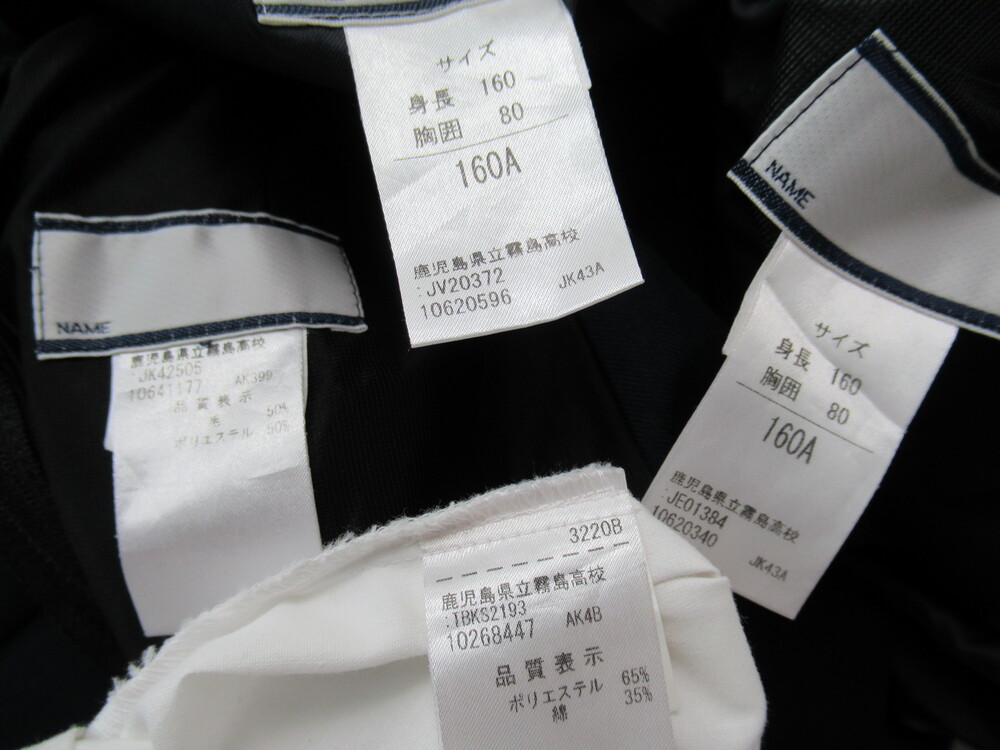 サイズ
身長 160
胸囲 80
160A
鹿児島県立霧島高校
:JV20372
10620596 JK43A
NAME
鹿児島県立霧島高校
JK42505
10641177 AK399
品質表示
毛 50%
ポリエステル 50%
NAME
サイズ
身長 160
胸囲 80
160A
鹿児島県立霧島高校
:JE01384
10620340 JK43A
3220B
鹿児島県立霧島高校
:TBKS2193
10268447 AK4B
品質表示
ポリエステル 65%
綿 35%